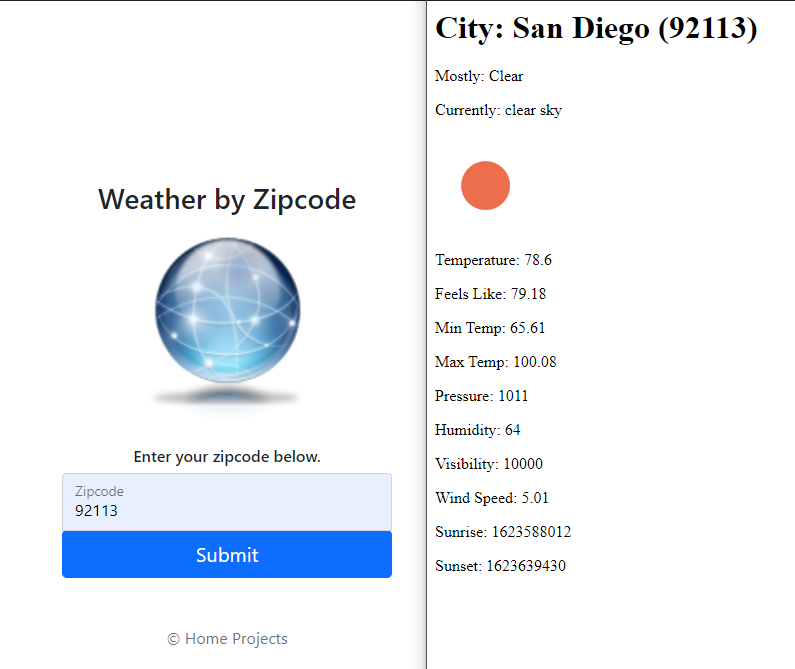 Weather by Zipcode
Enter your zipcode below.
Zipcode
92113
Submit
© Home Projects
City: San Diego (92113)
Mostly: Clear
Currently: clear sky
Temperature: 78.6
Feels Like: 79.18
Min Temp: 65.61
Max Temp: 100.08
Pressure: 1011
Humidity: 64
Visibility: 10000
Wind Speed: 5.01
Sunrise: 1623588012
Sunset: 1623639430